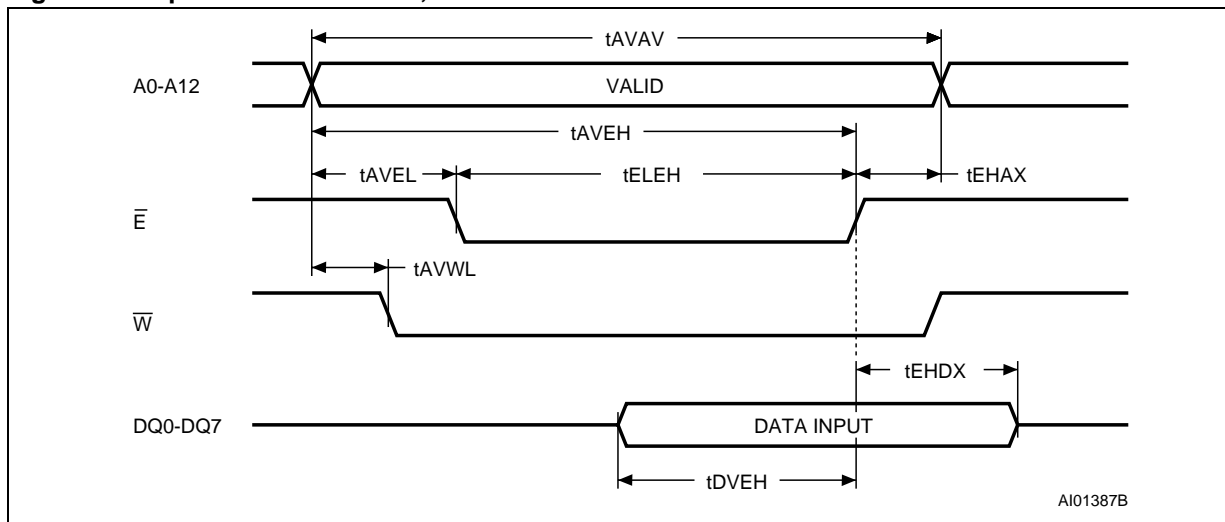 tAVAV
A0-A12
VALID
tAVEH
tAVEL
tELEH
tEHAX
E
tAVWL
W
tEHDX
DQ0-DQ7
DATA INPUT
tDVEH
AI01387B